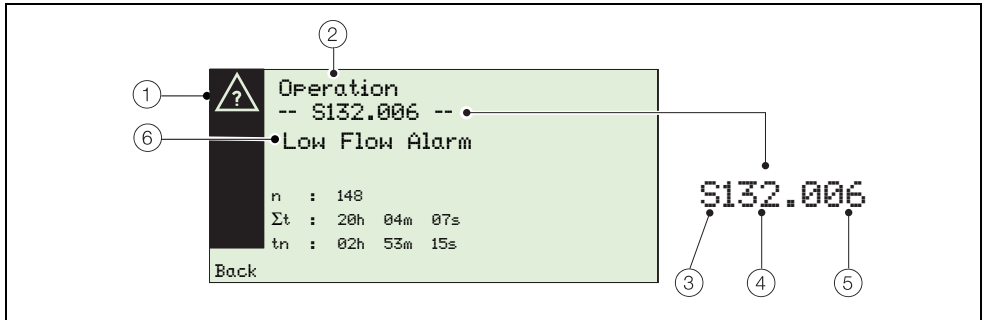 2
1
?
Operation
-- S132.006 --
6
Low Flow Alarm
S132.006
n : 148
Σt : 20h 04m 07s
tn : 02h 53m 15s
Back
3 4 5